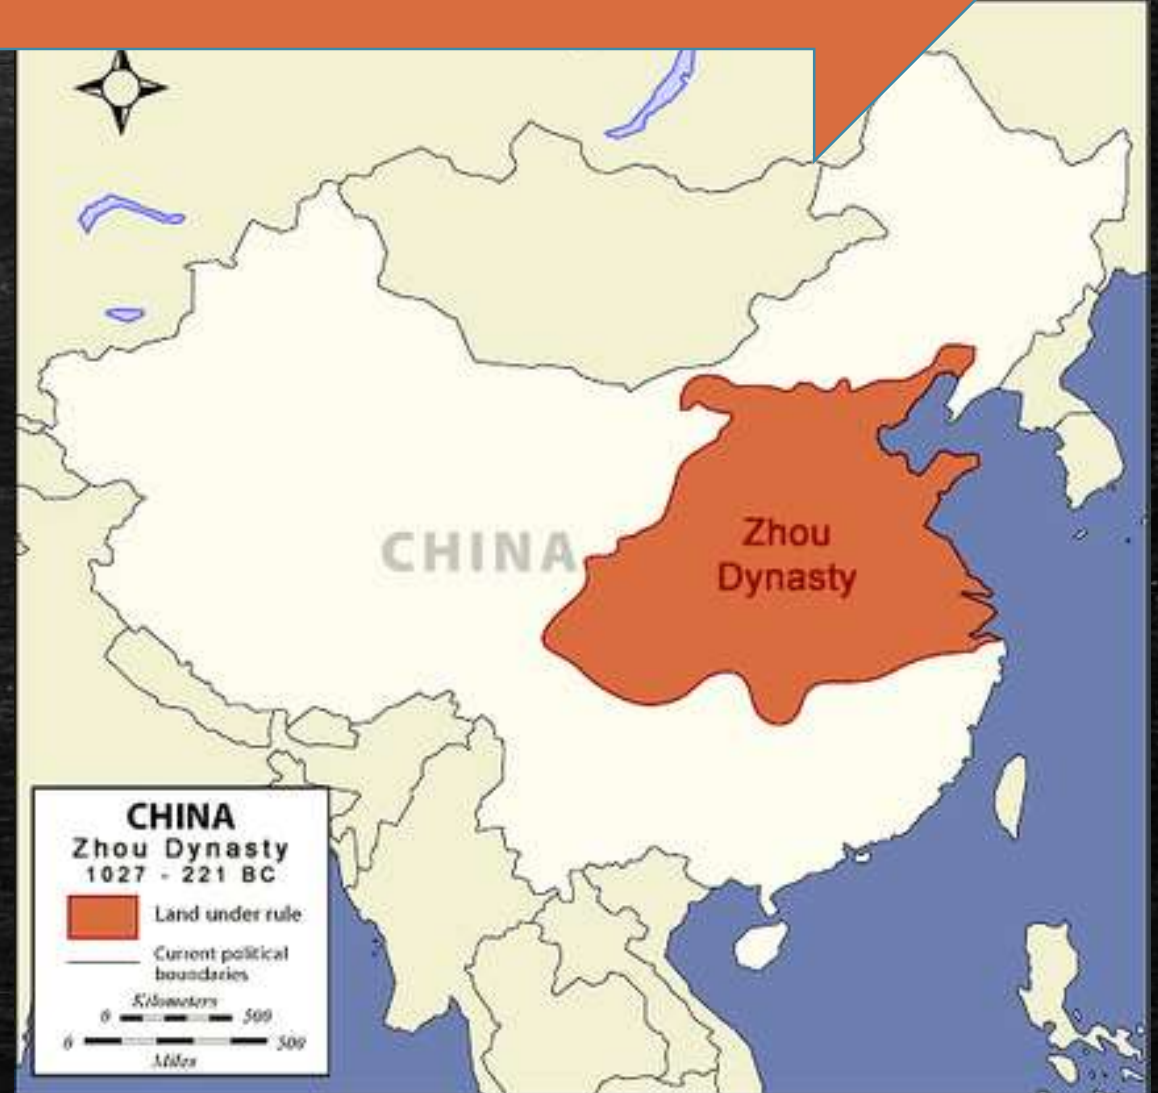 CHINA
Zhou
Dynasty
CHINA
Zhou Dynasty
1027 - 221 BC
Land under rule
Current political
boundaries
Kilometers
0 500
0 500
Miles